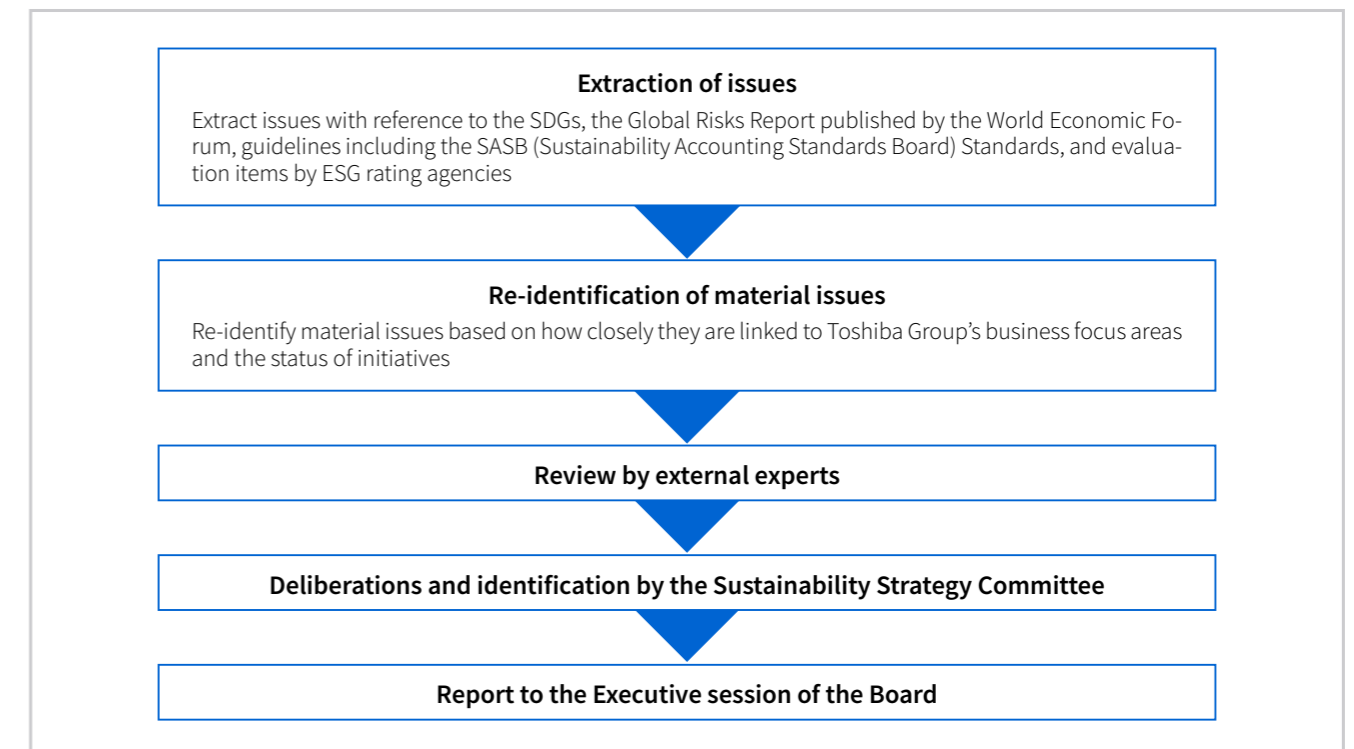 Extraction of issues
Extract issues with reference to the SDGs, the Global Risks Report published by the World Economic Fo-
rum, guidelines including the SASB (Sustainability Accounting Standards Board) Standards, and evalua-
tion items by ESG rating agencies
Re-identification of material issues
Re-identify material issues based on how closely they are linked to Toshiba Group’s business focus areas
and the status of initiatives
Review by external experts
Deliberations and identification by the Sustainability Strategy Committee
Report to the Executive session of the Board